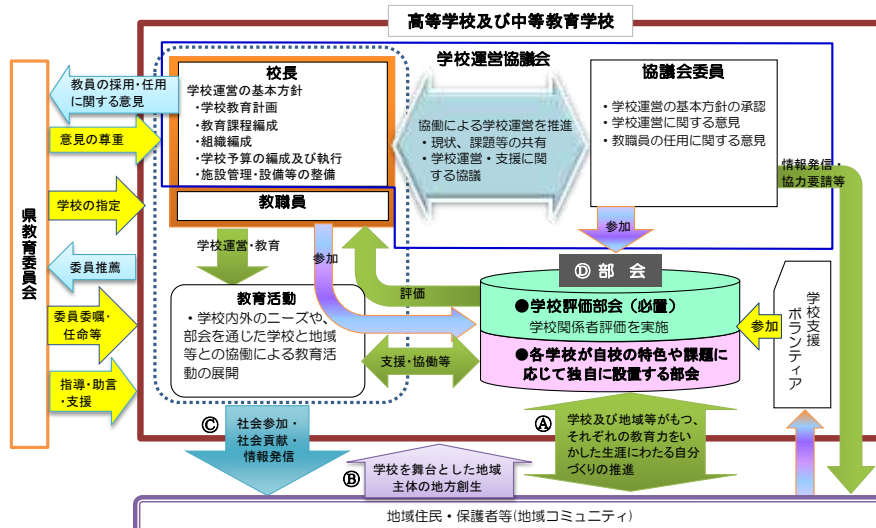 高等学校及び中等教育学校
県教育委員会
教員の採用・任用
に関する意見
意見の尊重
学校の指定
委員推薦
委員委嘱・
任命等
指導・助言
・支援
校長
学校運営の基本方針
・学校教育計画
・教育課程編成
・組織編成
・学校予算の編成及び執行
・施設管理・設備等の整備
教職員
学校運営協議会
協働による学校運営を推進
・現状、課題等の共有
・学校運営・支援に関
する協議
協議会委員
・学校運営の基本方針の承認
・学校運営に関する意見
・教職員の任用に関する意見
情報発信・
協力要請等
学校運営・教育
参加
評価
参加
Ⓓ 部 会
●学校評価部会（必置）
学校関係者評価を実施
●各学校が自校の特色や課題に
応じて独自に設置する部会
参加
学校支援
ボランティア
教育活動
・学校内外のニーズや、
部会を通じた学校と地域
等との協働による教育活
動の展開
支援・協働等
Ⓒ
社会参加・
社会貢献・
情報発信
Ⓑ
学校を舞台とした地域
主体の地方創生
Ⓐ
学校及び地域等がもつ、
それぞれの教育力をい
かした生涯にわたる自分
づくりの推進
地域住民・保護者等(地域コミュニティ)